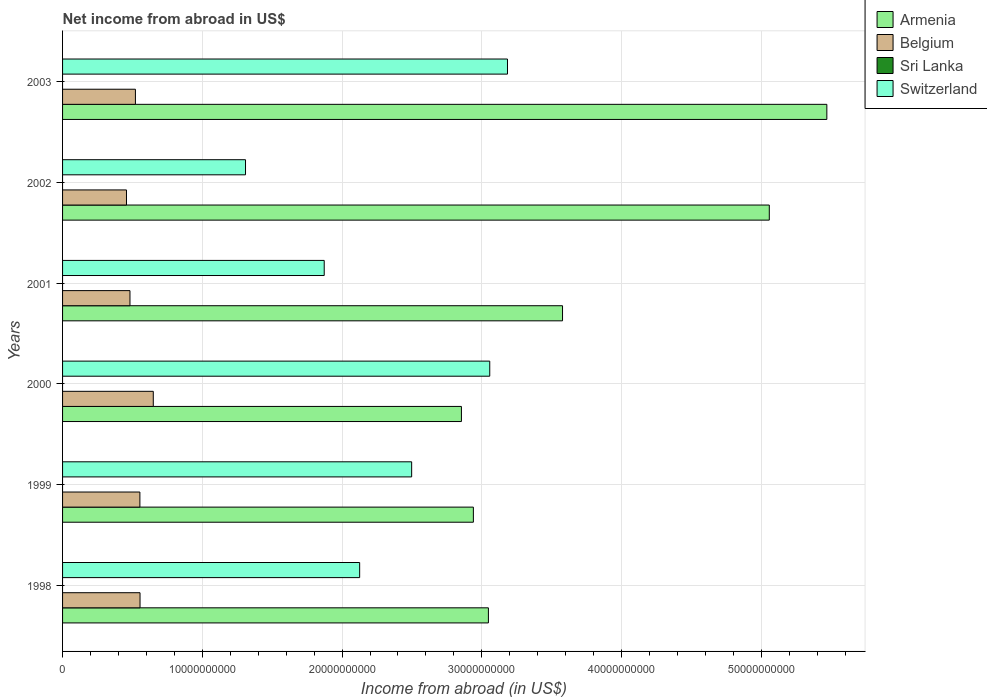 Net income from abroad in US$
Armenia
Belgium
Sri Lanka
Switzerland
2003
2002
2001
2000
1999
1998
Years
0
10000000000
20000000000
30000000000
40000000000
50000000000
Income from abroad (in US$)